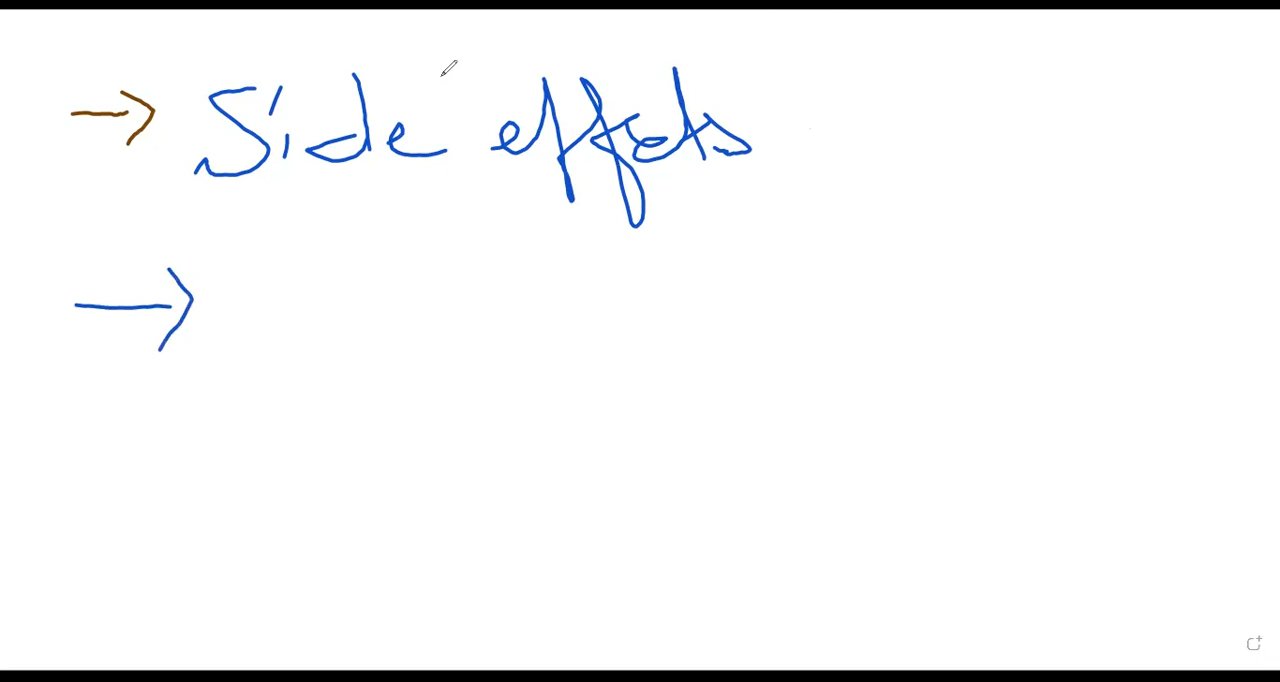 → Side effects
→